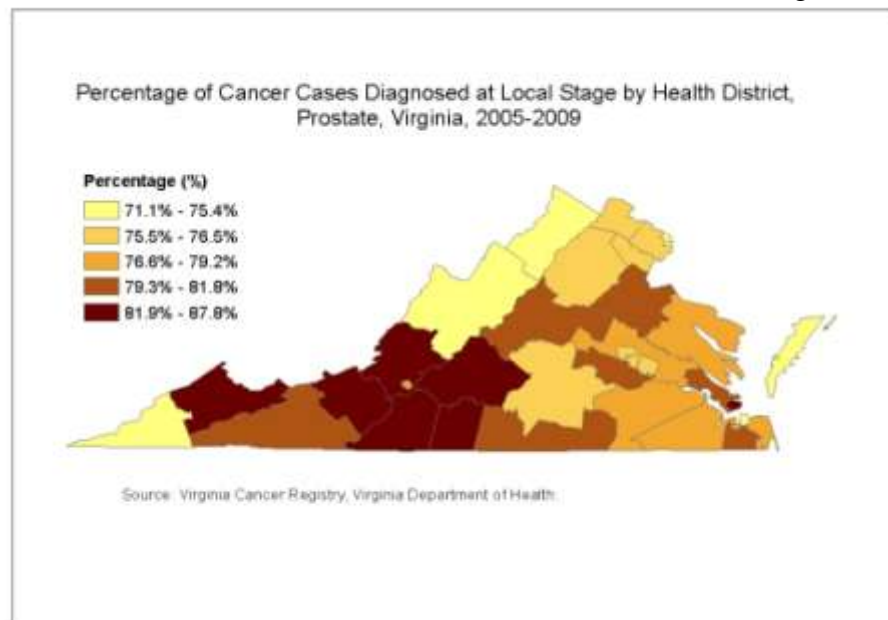 Percentage of Cancer Cases Diagnosed at Local Stage by Health District,
Prostate, Virginia, 2005-2009
Percentage (%)
71.1% - 75.4%
75.5% - 76.5%
76.6% - 79.2%
79.3% - 81.8%
81.9% - 87.8%
Source: Virginia Cancer Registry, Virginia Department of Health